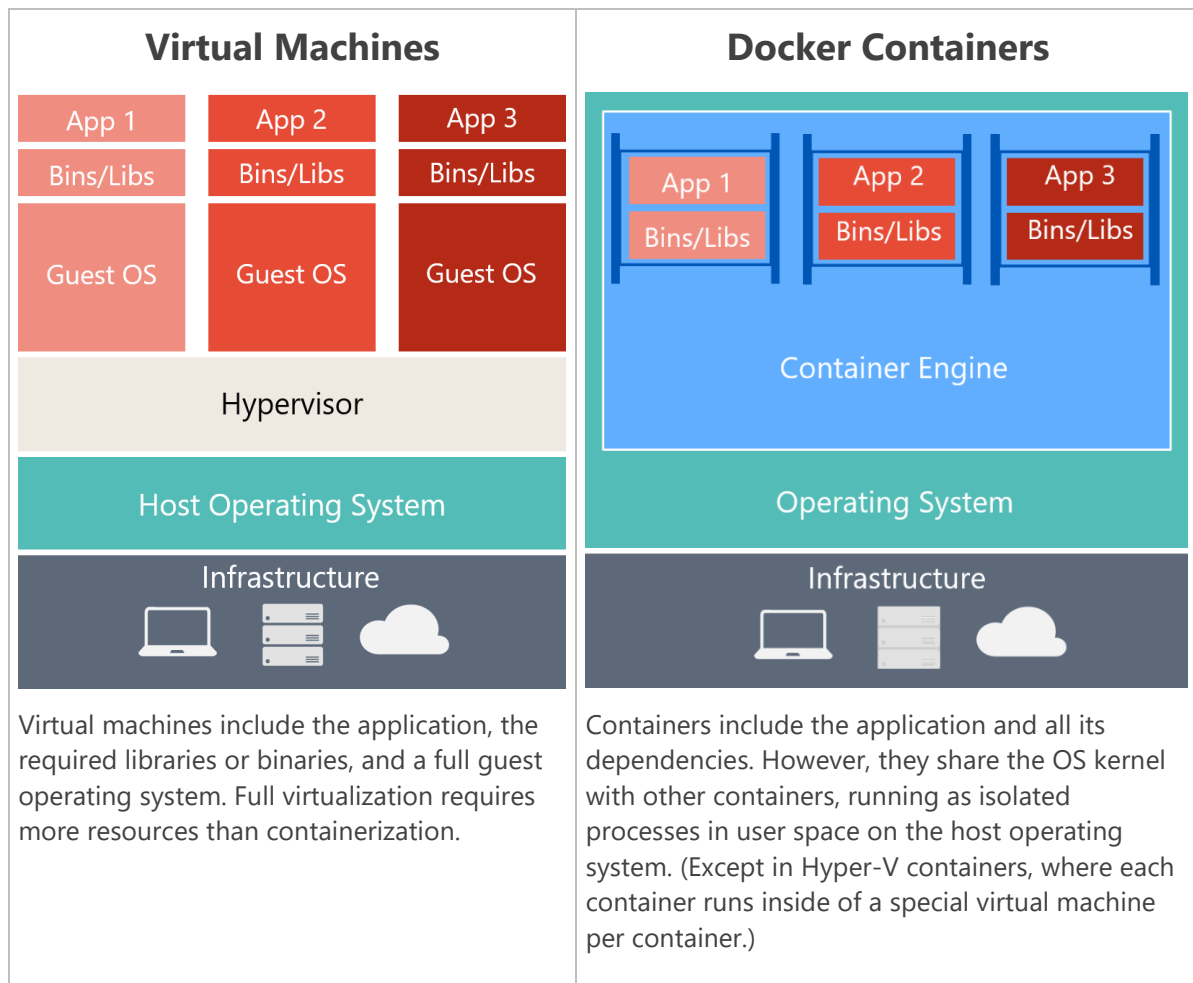 Virtual Machines
App 1
App 2
App 3
Bins/Libs
Bins/Libs
Bins/Libs
Guest OS
Guest OS
Guest OS
Hypervisor
Host Operating System
Infrastructure
Virtual machines include the application, the
required libraries or binaries, and a full guest
operating system. Full virtualization requires
more resources than containerization.
Docker Containers
App 1
App 2
App 3
Bins/Libs
Bins/Libs
Bins/Libs
Container Engine
Operating System
Infrastructure
Containers include the application and all its
dependencies. However, they share the OS kernel
with other containers, running as isolated
processes in user space on the host operating
system. (Except in Hyper-V containers, where each
container runs inside of a special virtual machine
per container.)